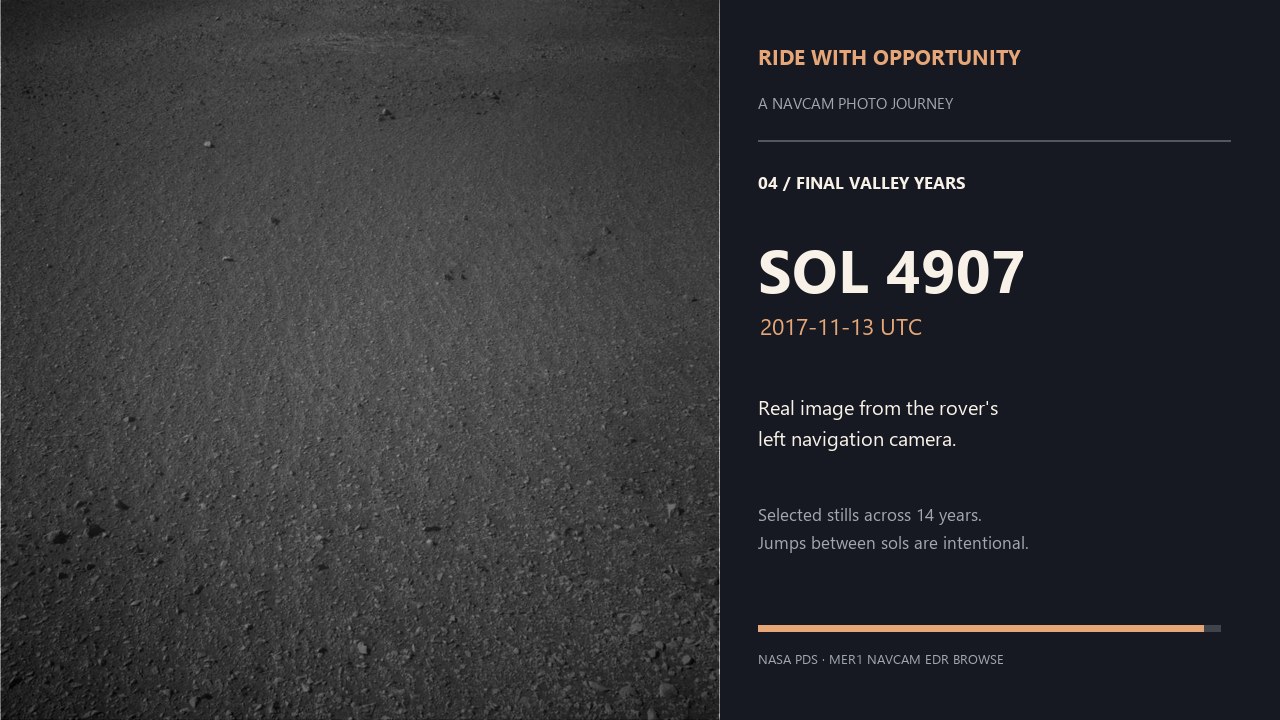 RIDE WITH OPPORTUNITY
A NAVCAM PHOTO JOURNEY
04 / FINAL VALLEY YEARS
SOL 4907
2017-11-13 UTC
Real image from the rover's
left navigation camera.
Selected stills across 14 years.
Jumps between sols are intentional.
NASA PDS · MER1 NAVCAM EDR BROWSE